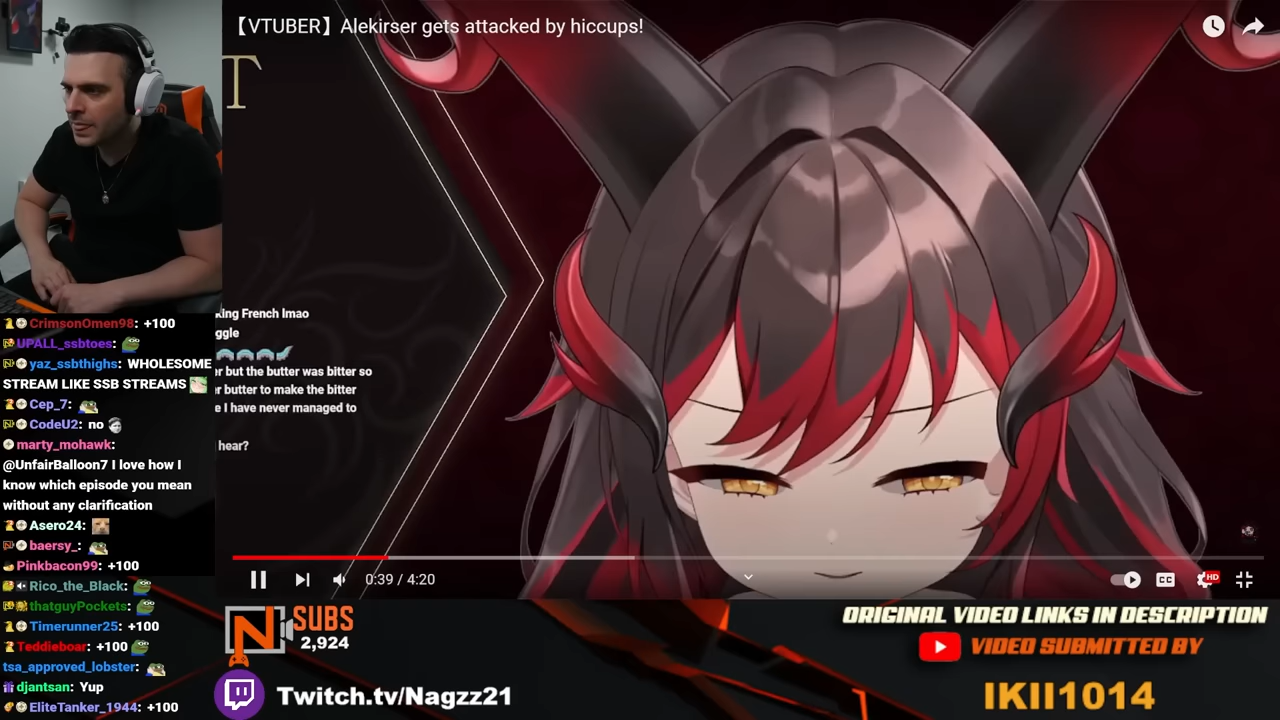 【VTUBER】Alekirser gets attacked by hiccups!
T
king French lmao
ggle
er but the butter was bitter so
er butter to make the bitter
e I have never managed to
hear?
CrimsonOmen98: +100
UPALL_ssbtoes:
yaz_ssbthighs: WHOLESOME
STREAM LIKE SSB STREAMS
Cep_7:
CodeU2: no
marty_mohawk:
@UnfairBalloon7 I love how I
know which episode you mean
without any clarification
Asero24:
baersy_:
Pinkbacon99: +100
Rico_the_Black:
thatguyPockets:
Timerunner25: +100
Teddieboar: +100
tsa_approved_lobster:
djantsan: Yup
EliteTanker_1944: +100
0:39 / 4:20
CC
HD
N SUBS
2,924
Twitch.tv/Nagzz21
ORIGINAL VIDEO LINKS IN DESCRIPTION
VIDEO SUBMITTED BY
IKII1014